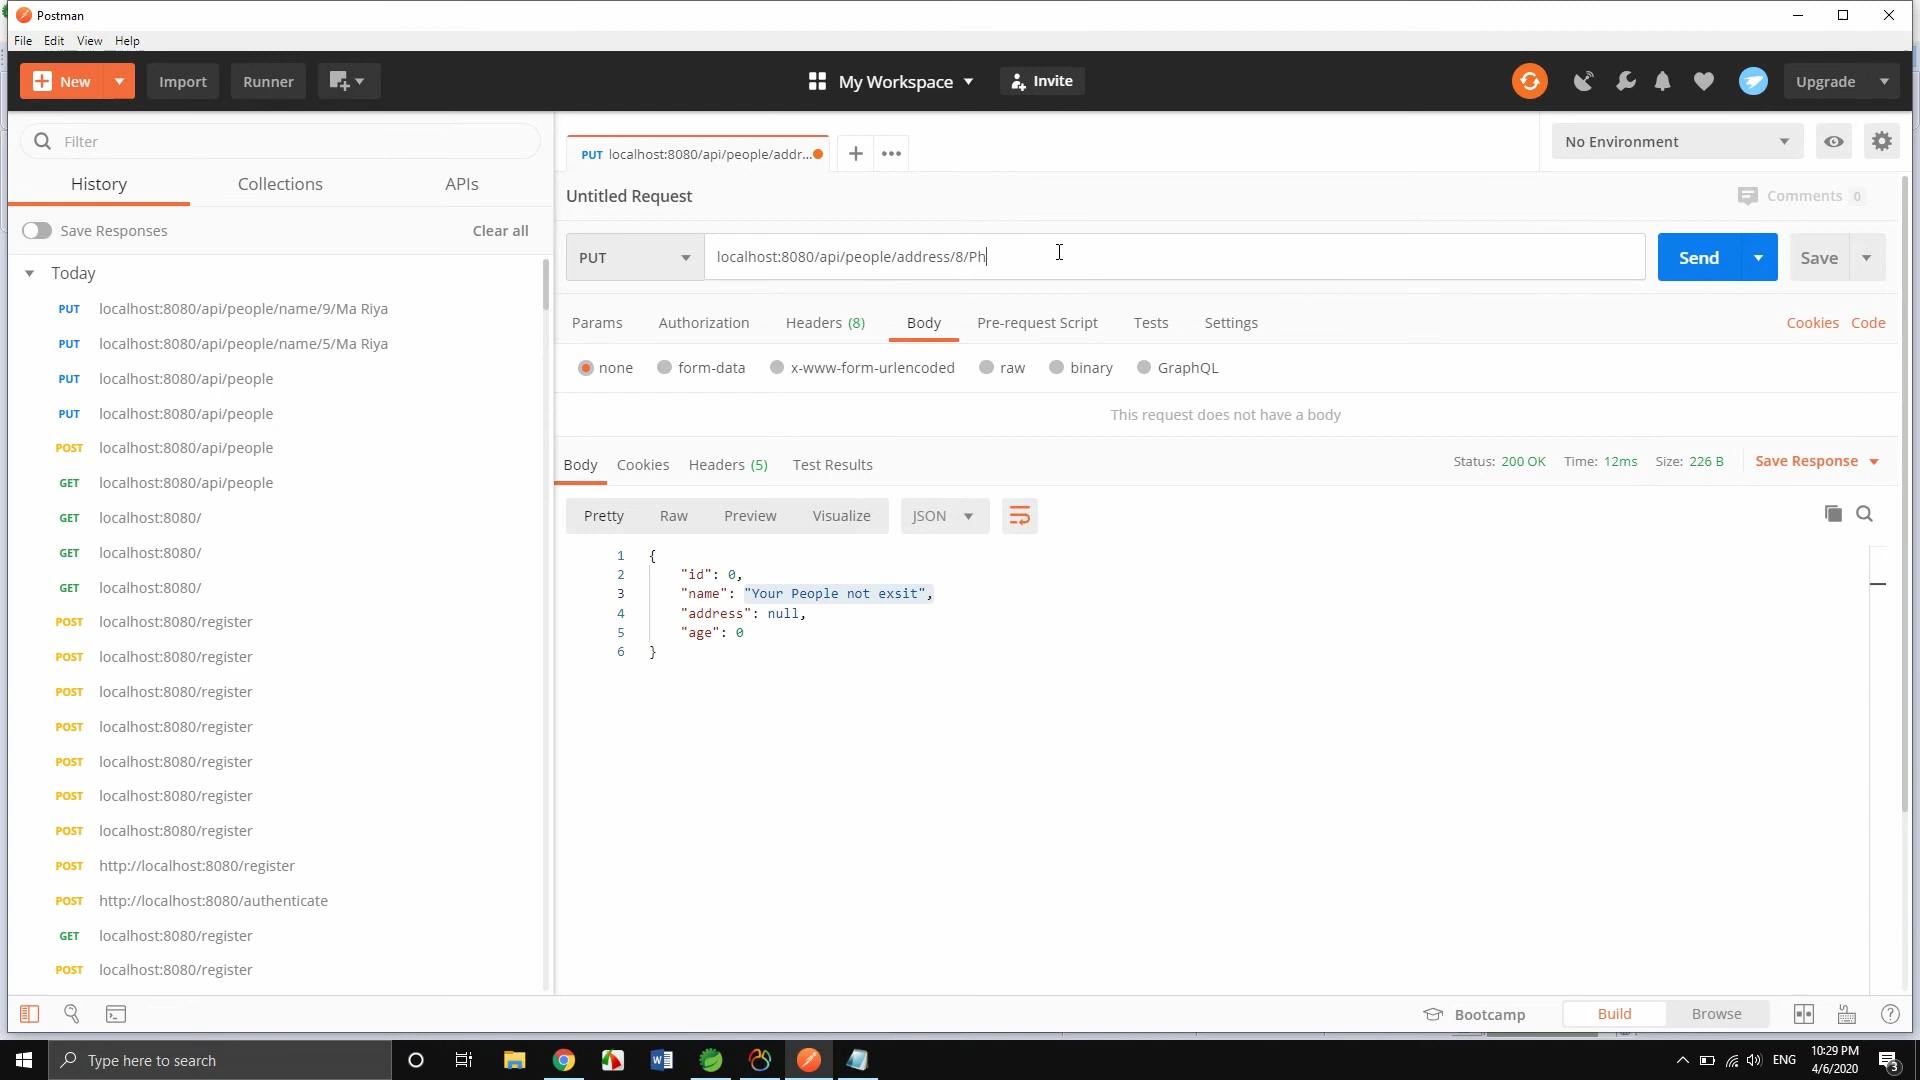 Postman
File Edit View Help
New Import Runner My Workspace Invite Upgrade
Filter
History Collections APIs
Save Responses Clear all
Today
PUT localhost:8080/api/people/name/9/Ma Riya
PUT localhost:8080/api/people/name/5/Ma Riya
PUT localhost:8080/api/people
PUT localhost:8080/api/people
POST localhost:8080/api/people
GET localhost:8080/api/people
GET localhost:8080/
GET localhost:8080/
GET localhost:8080/
POST localhost:8080/register
POST localhost:8080/register
POST localhost:8080/register
POST localhost:8080/register
POST localhost:8080/register
POST localhost:8080/register
POST localhost:8080/register
POST http://localhost:8080/register
POST http://localhost:8080/authenticate
GET localhost:8080/register
POST localhost:8080/register
PUT localhost:8080/api/people/addr... + •••
No Environment
Untitled Request
Comments 0
PUT localhost:8080/api/people/address/8/Ph
Send Save
Params Authorization Headers (8) Body Pre-request Script Tests Settings Cookies Code
none form-data x-www-form-urlencoded raw binary GraphQL
This request does not have a body
Body Cookies Headers (5) Test Results Status: 200 OK Time: 12ms Size: 226 B Save Response
Pretty Raw Preview Visualize JSON
1 {
2 "id": 0,
3 "name": "Your People not exsit",
4 "address": null,
5 "age": 0
6 }
Bootcamp Build Browse
Type here to search
ENG
10:29 PM
4/6/2020
3